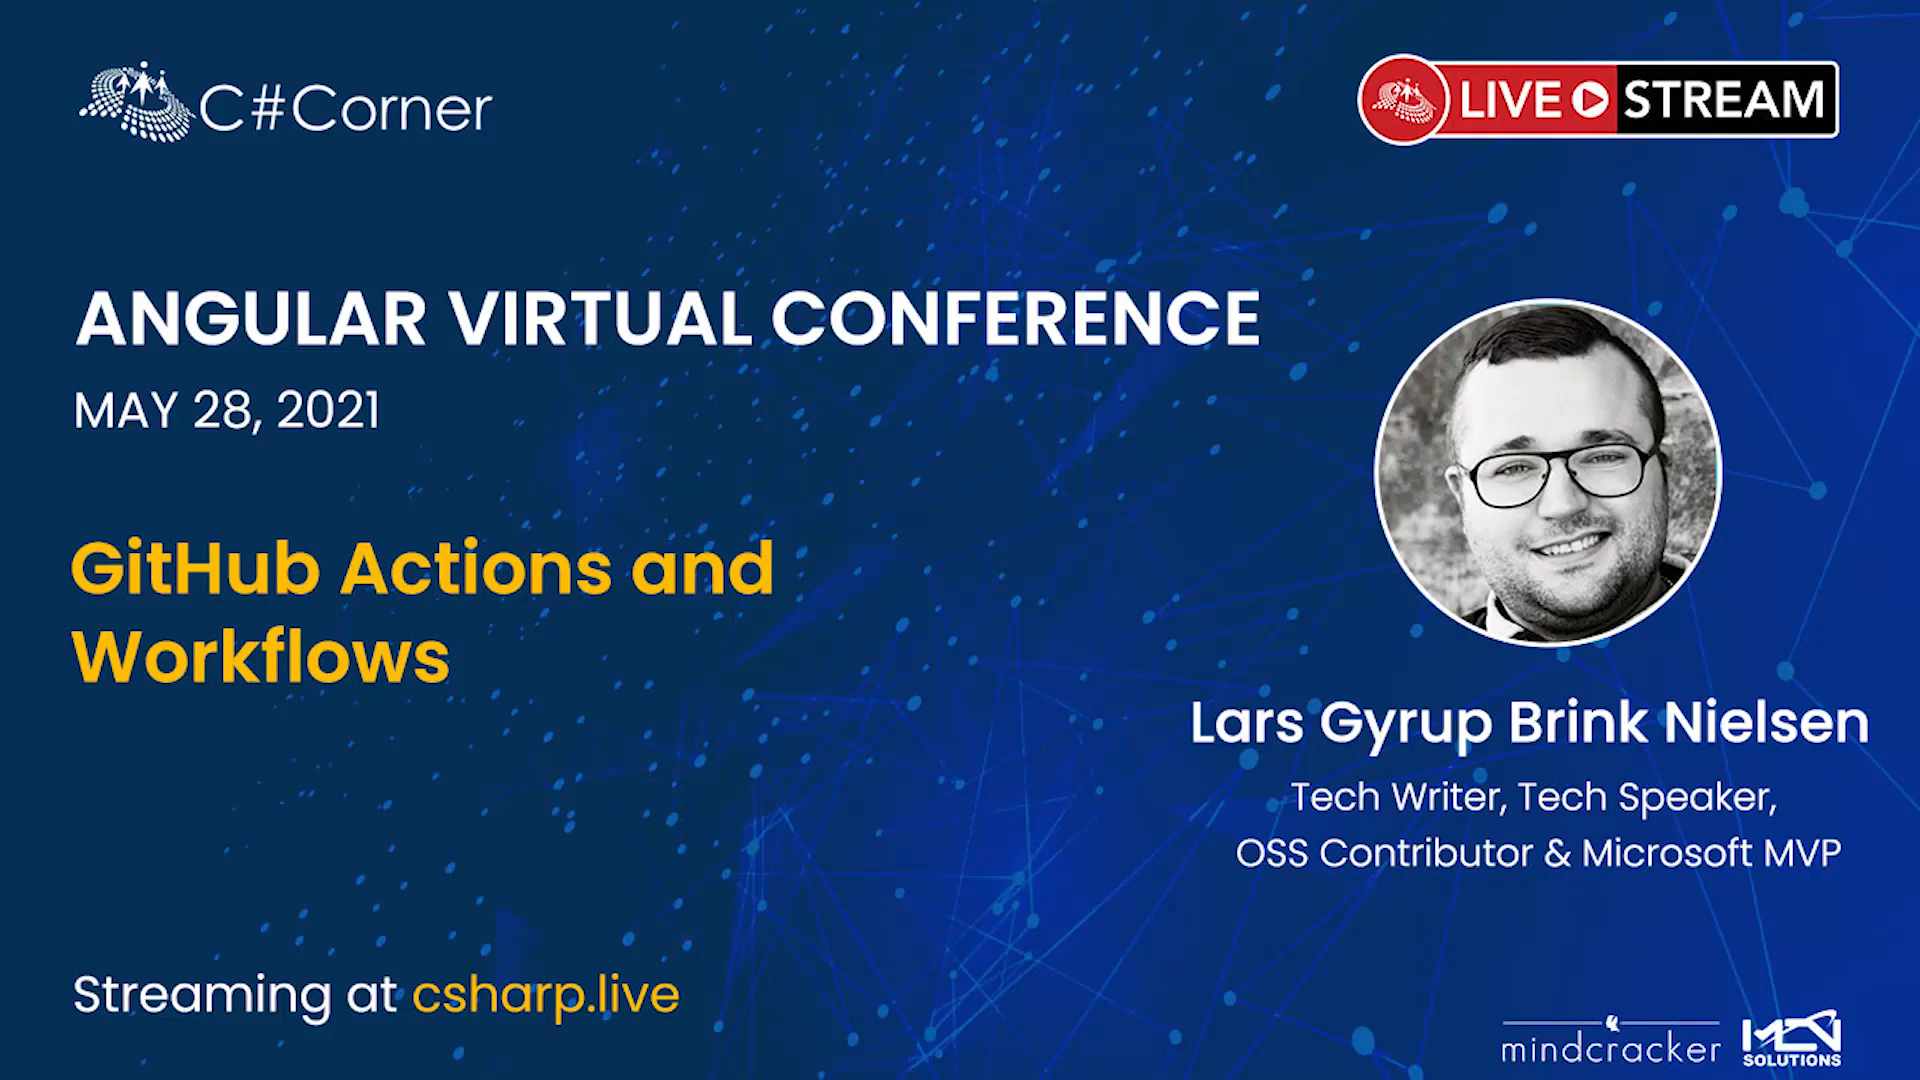 C#Corner
LIVE STREAM
ANGULAR VIRTUAL CONFERENCE
MAY 28, 2021
GitHub Actions and
Workflows
Lars Gyrup Brink Nielsen
Tech Writer, Tech Speaker,
OSS Contributor & Microsoft MVP
Streaming at csharp.live
mindcracker
MCN
SOLUTIONS